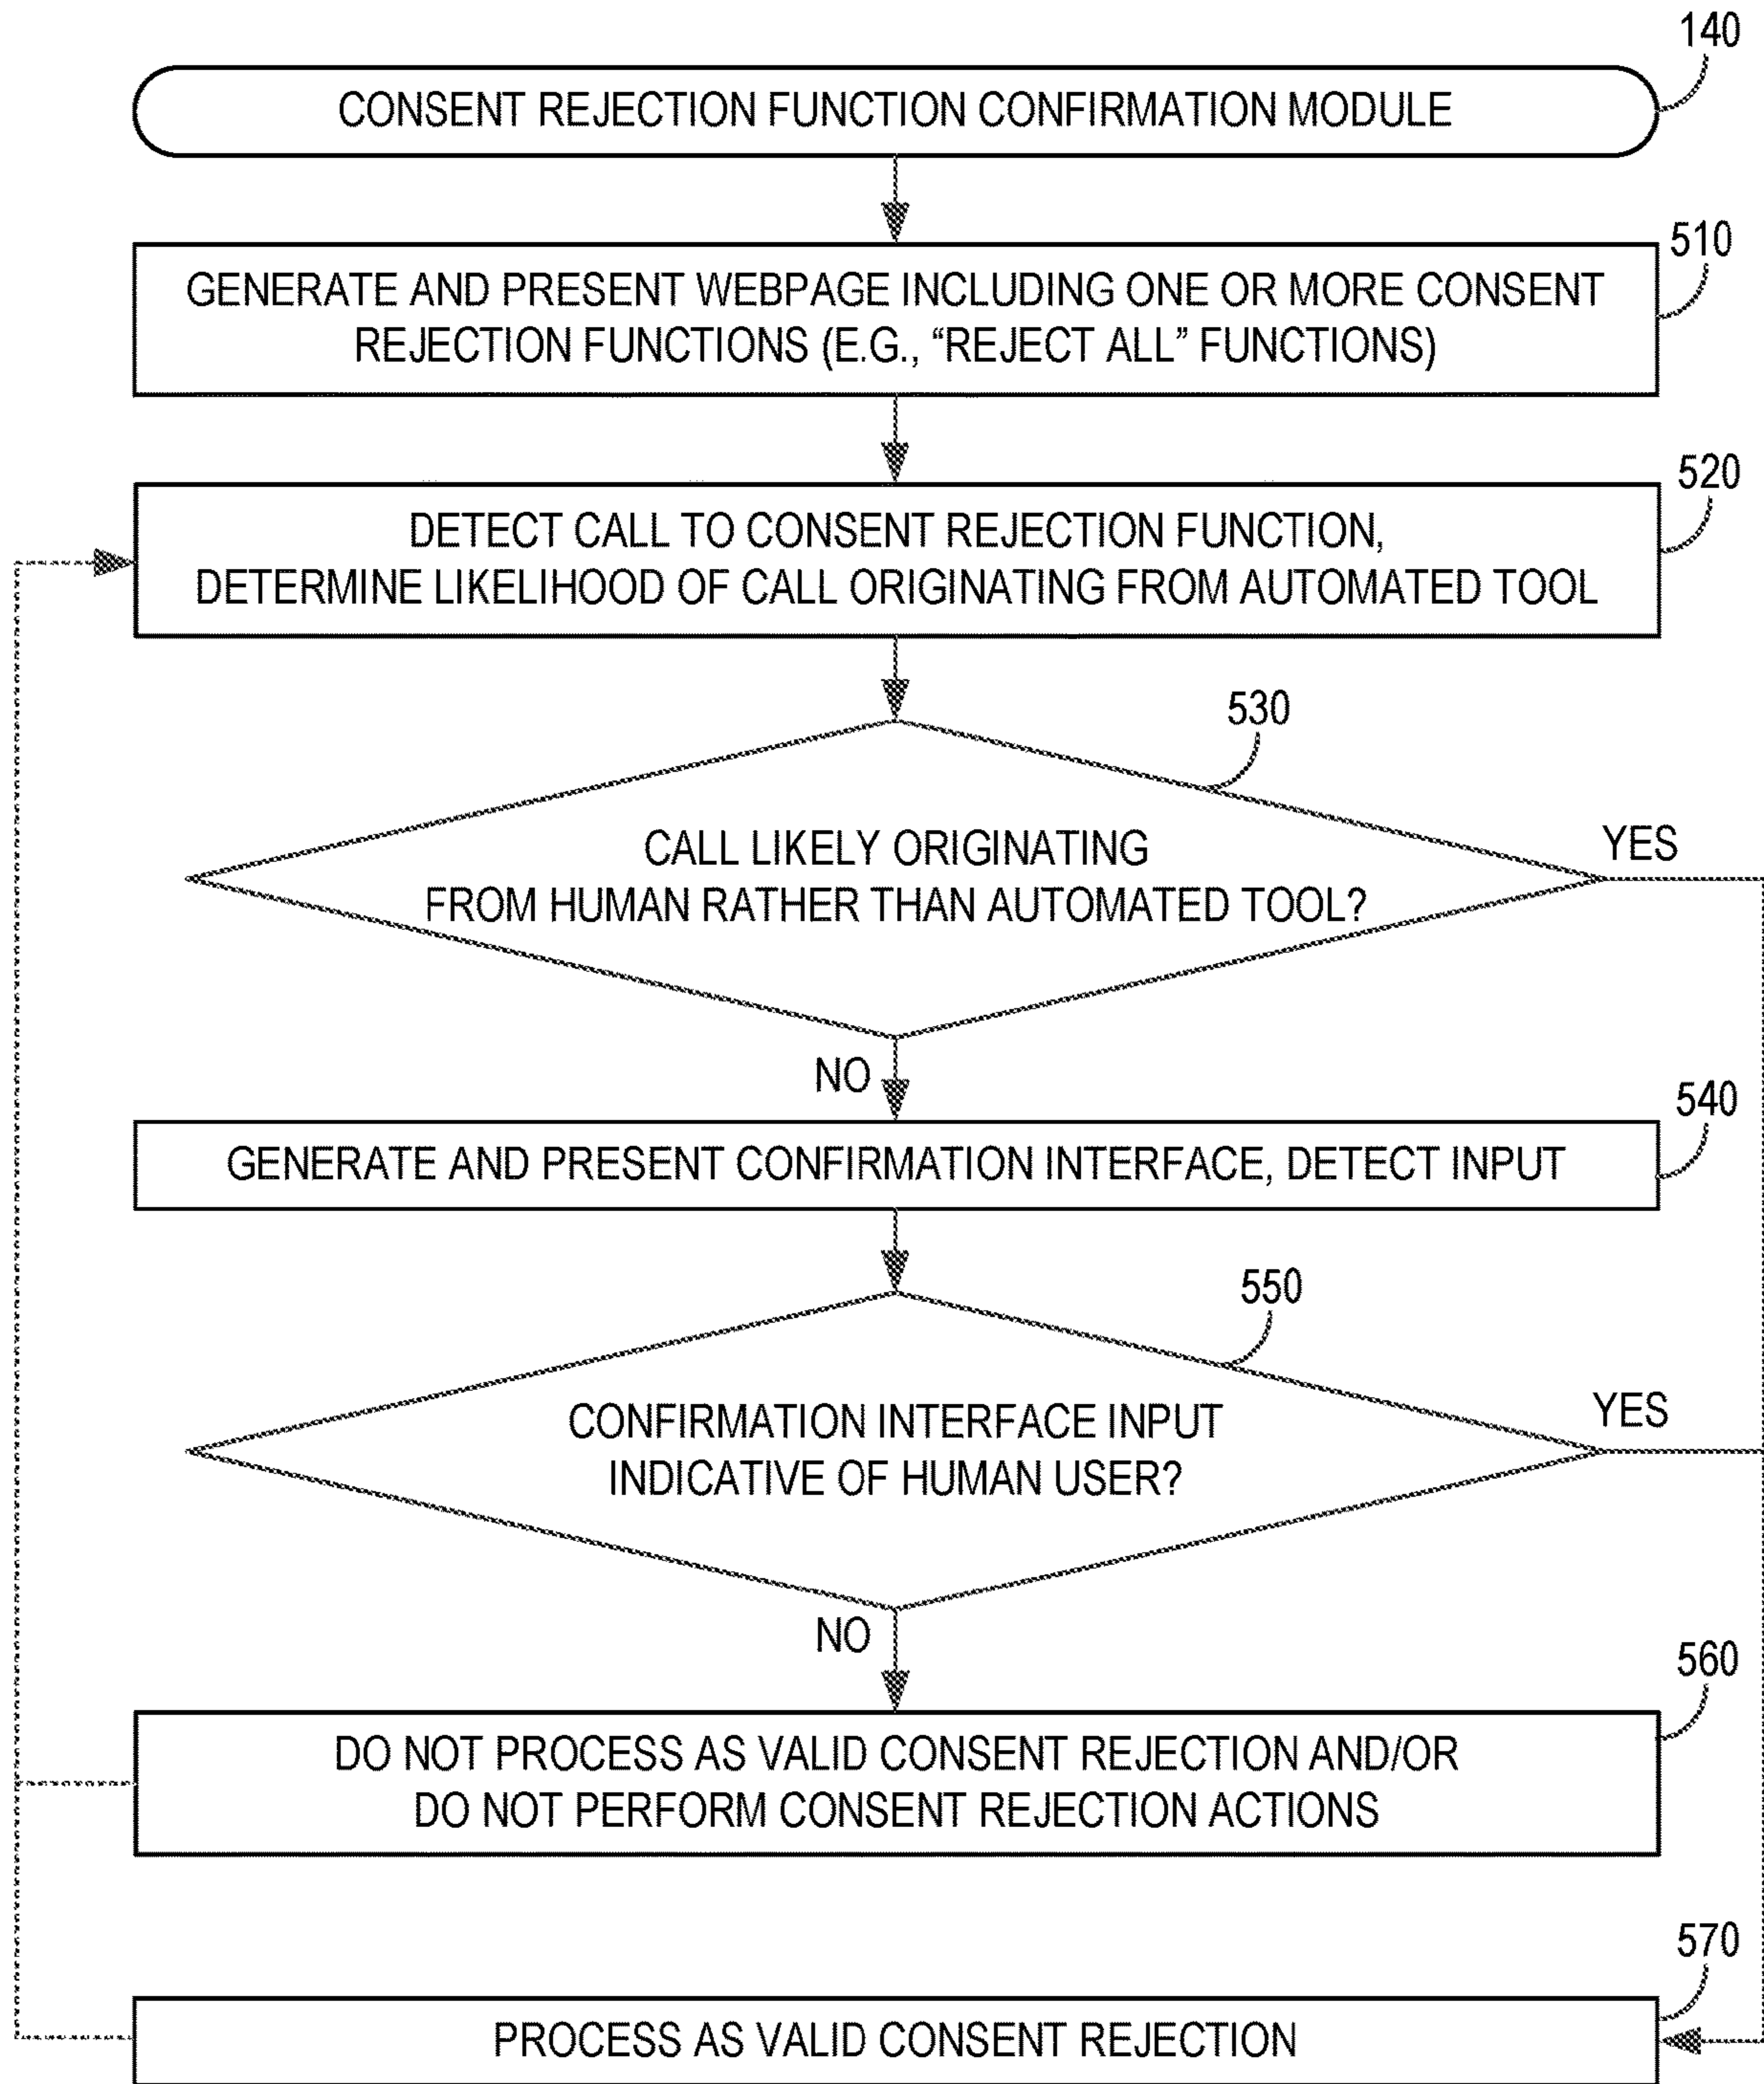 140
CONSENT REJECTION FUNCTION CONFIRMATION MODULE
510
GENERATE AND PRESENT WEBPAGE INCLUDING ONE OR MORE CONSENT
REJECTION FUNCTIONS (E.G., “REJECT ALL” FUNCTIONS)
520
DETECT CALL TO CONSENT REJECTION FUNCTION,
DETERMINE LIKELIHOOD OF CALL ORIGINATING FROM AUTOMATED TOOL
530
CALL LIKELY ORIGINATING
FROM HUMAN RATHER THAN AUTOMATED TOOL?
YES
NO
540
GENERATE AND PRESENT CONFIRMATION INTERFACE, DETECT INPUT
550
CONFIRMATION INTERFACE INPUT
INDICATIVE OF HUMAN USER?
YES
NO
560
DO NOT PROCESS AS VALID CONSENT REJECTION AND/OR
DO NOT PERFORM CONSENT REJECTION ACTIONS
570
PROCESS AS VALID CONSENT REJECTION